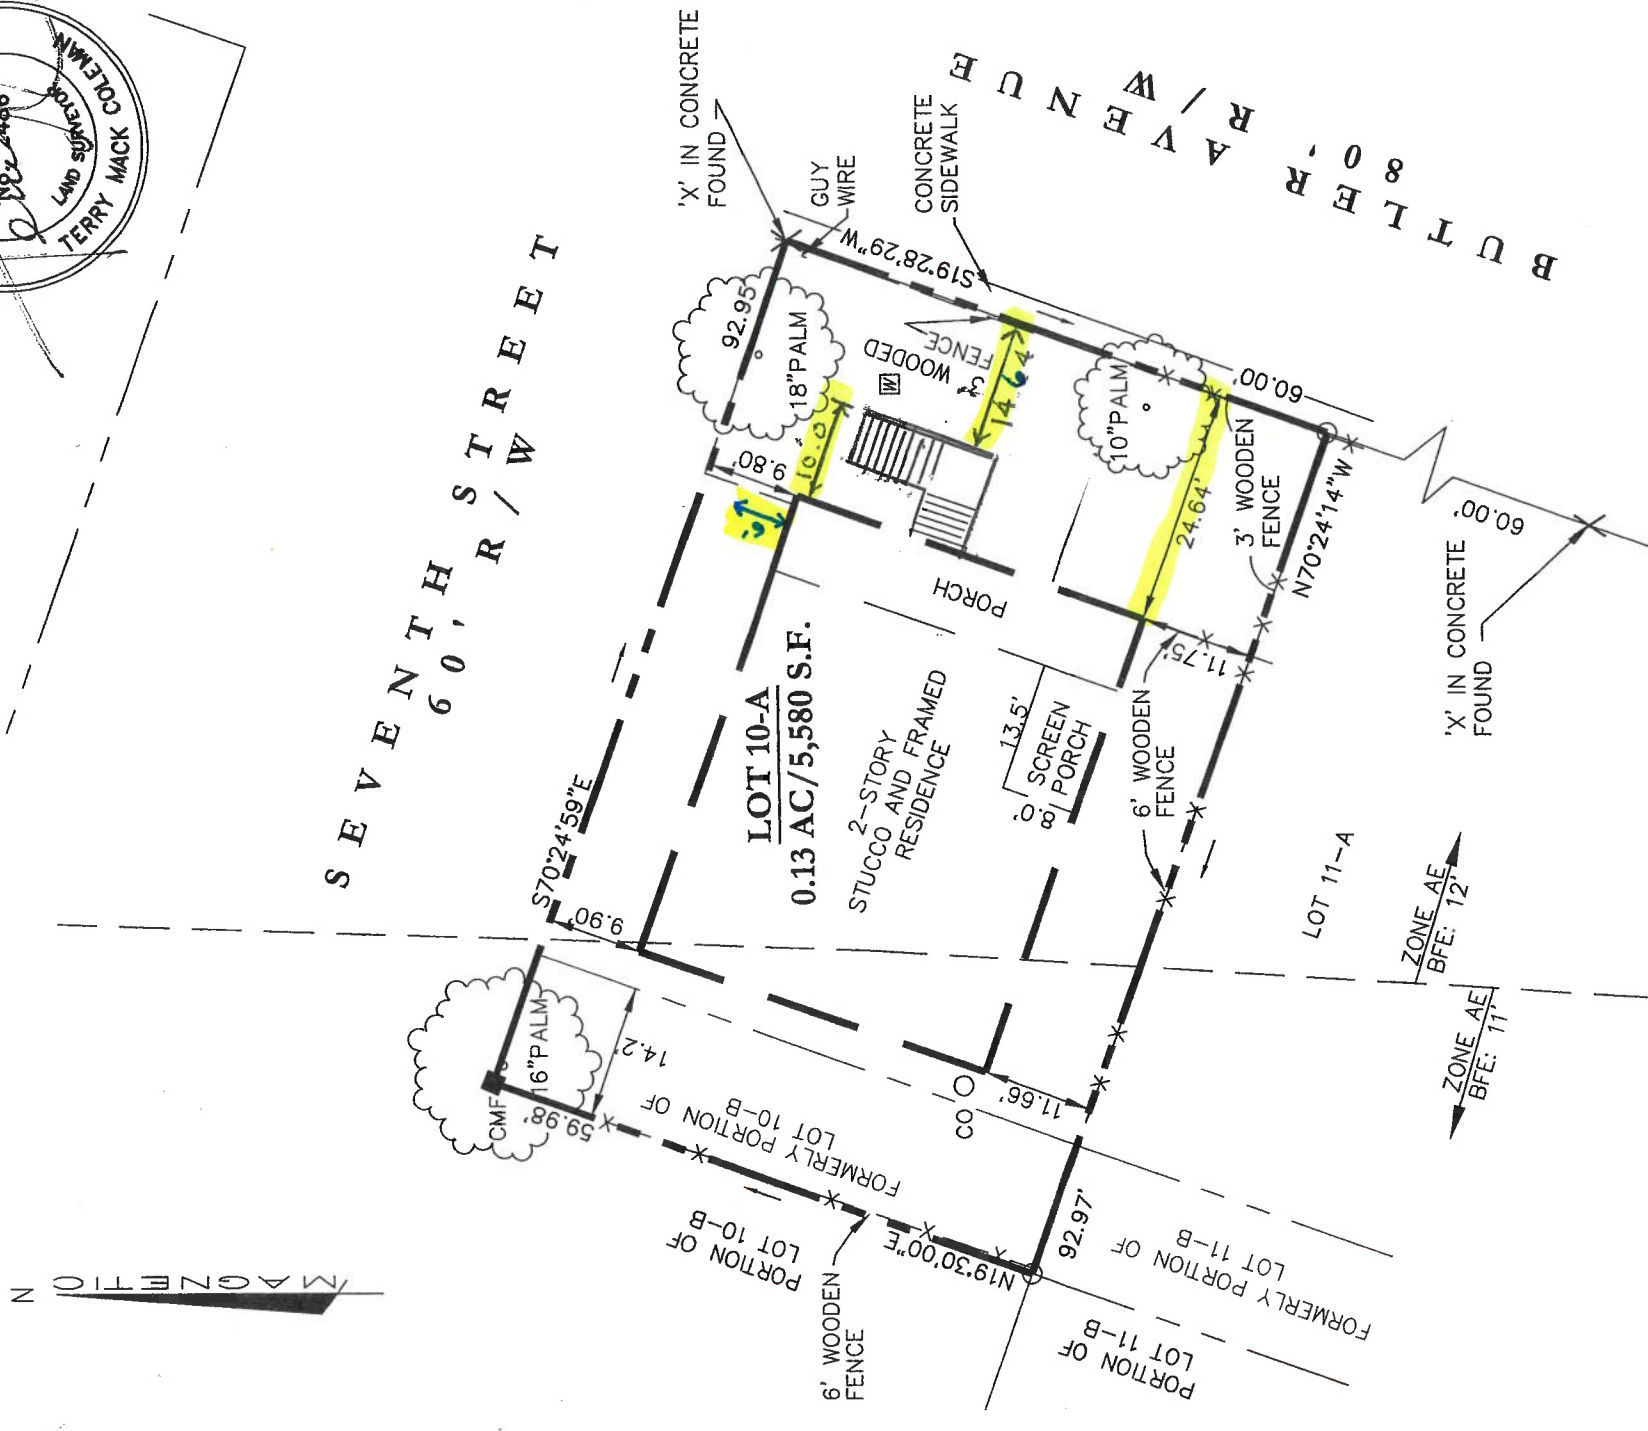 TERRY MACK COLEMAN
LAND SURVEYOR
SEVENTH STREET
60' R/W
BUTLER AVENUE
80' R/W
'X' IN CONCRETE
FOUND
GUY
WIRE
CONCRETE
SIDEWALK
S19°28'29"W
92.95'
18"PALM
3' WOODED
FENCE
W
14.64
10.0'
9.80'
9'
10"PALM
60.00'
24.64'
3' WOODEN
FENCE
N70°24'14"W
60.00'
'X' IN CONCRETE
FOUND
PORCH
11.75'
LOT 10-A
0.13 AC/5,580 S.F.
2-STORY
STUCCO AND FRAMED
RESIDENCE
13.5'
SCREEN
PORCH
8.0'
6' WOODEN
FENCE
S70°24'59"E
9.90'
LOT 11-A
ZONE AE
BFE: 12'
ZONE AE
BFE: 11'
16"PALM
CMF
14.2'
59.98'
FORMERLY PORTION OF
LOT 10-B
CO
11.66'
PORTION OF
LOT 10-B
N19°30'00"E
92.97'
6' WOODEN
FENCE
FORMERLY PORTION OF
LOT 11-B
PORTION OF
LOT 11-B
N
MAGNETIC